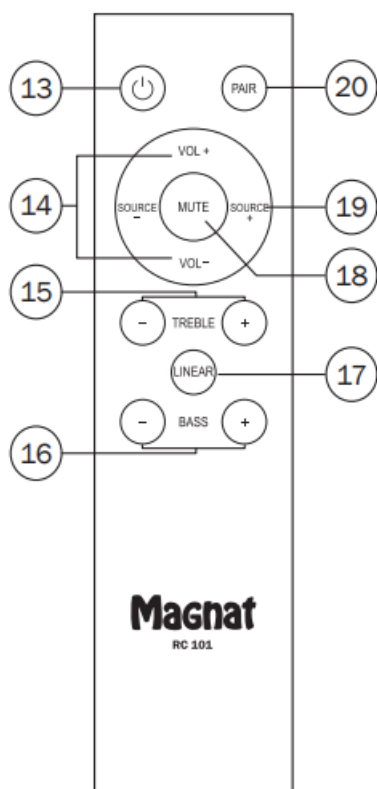 13
PAIR
20
VOL +
14
SOURCE
–
MUTE
SOURCE
+
19
VOL–
18
15
– TREBLE +
LINEAR
17
– BASS +
16
Magnat
RC 101